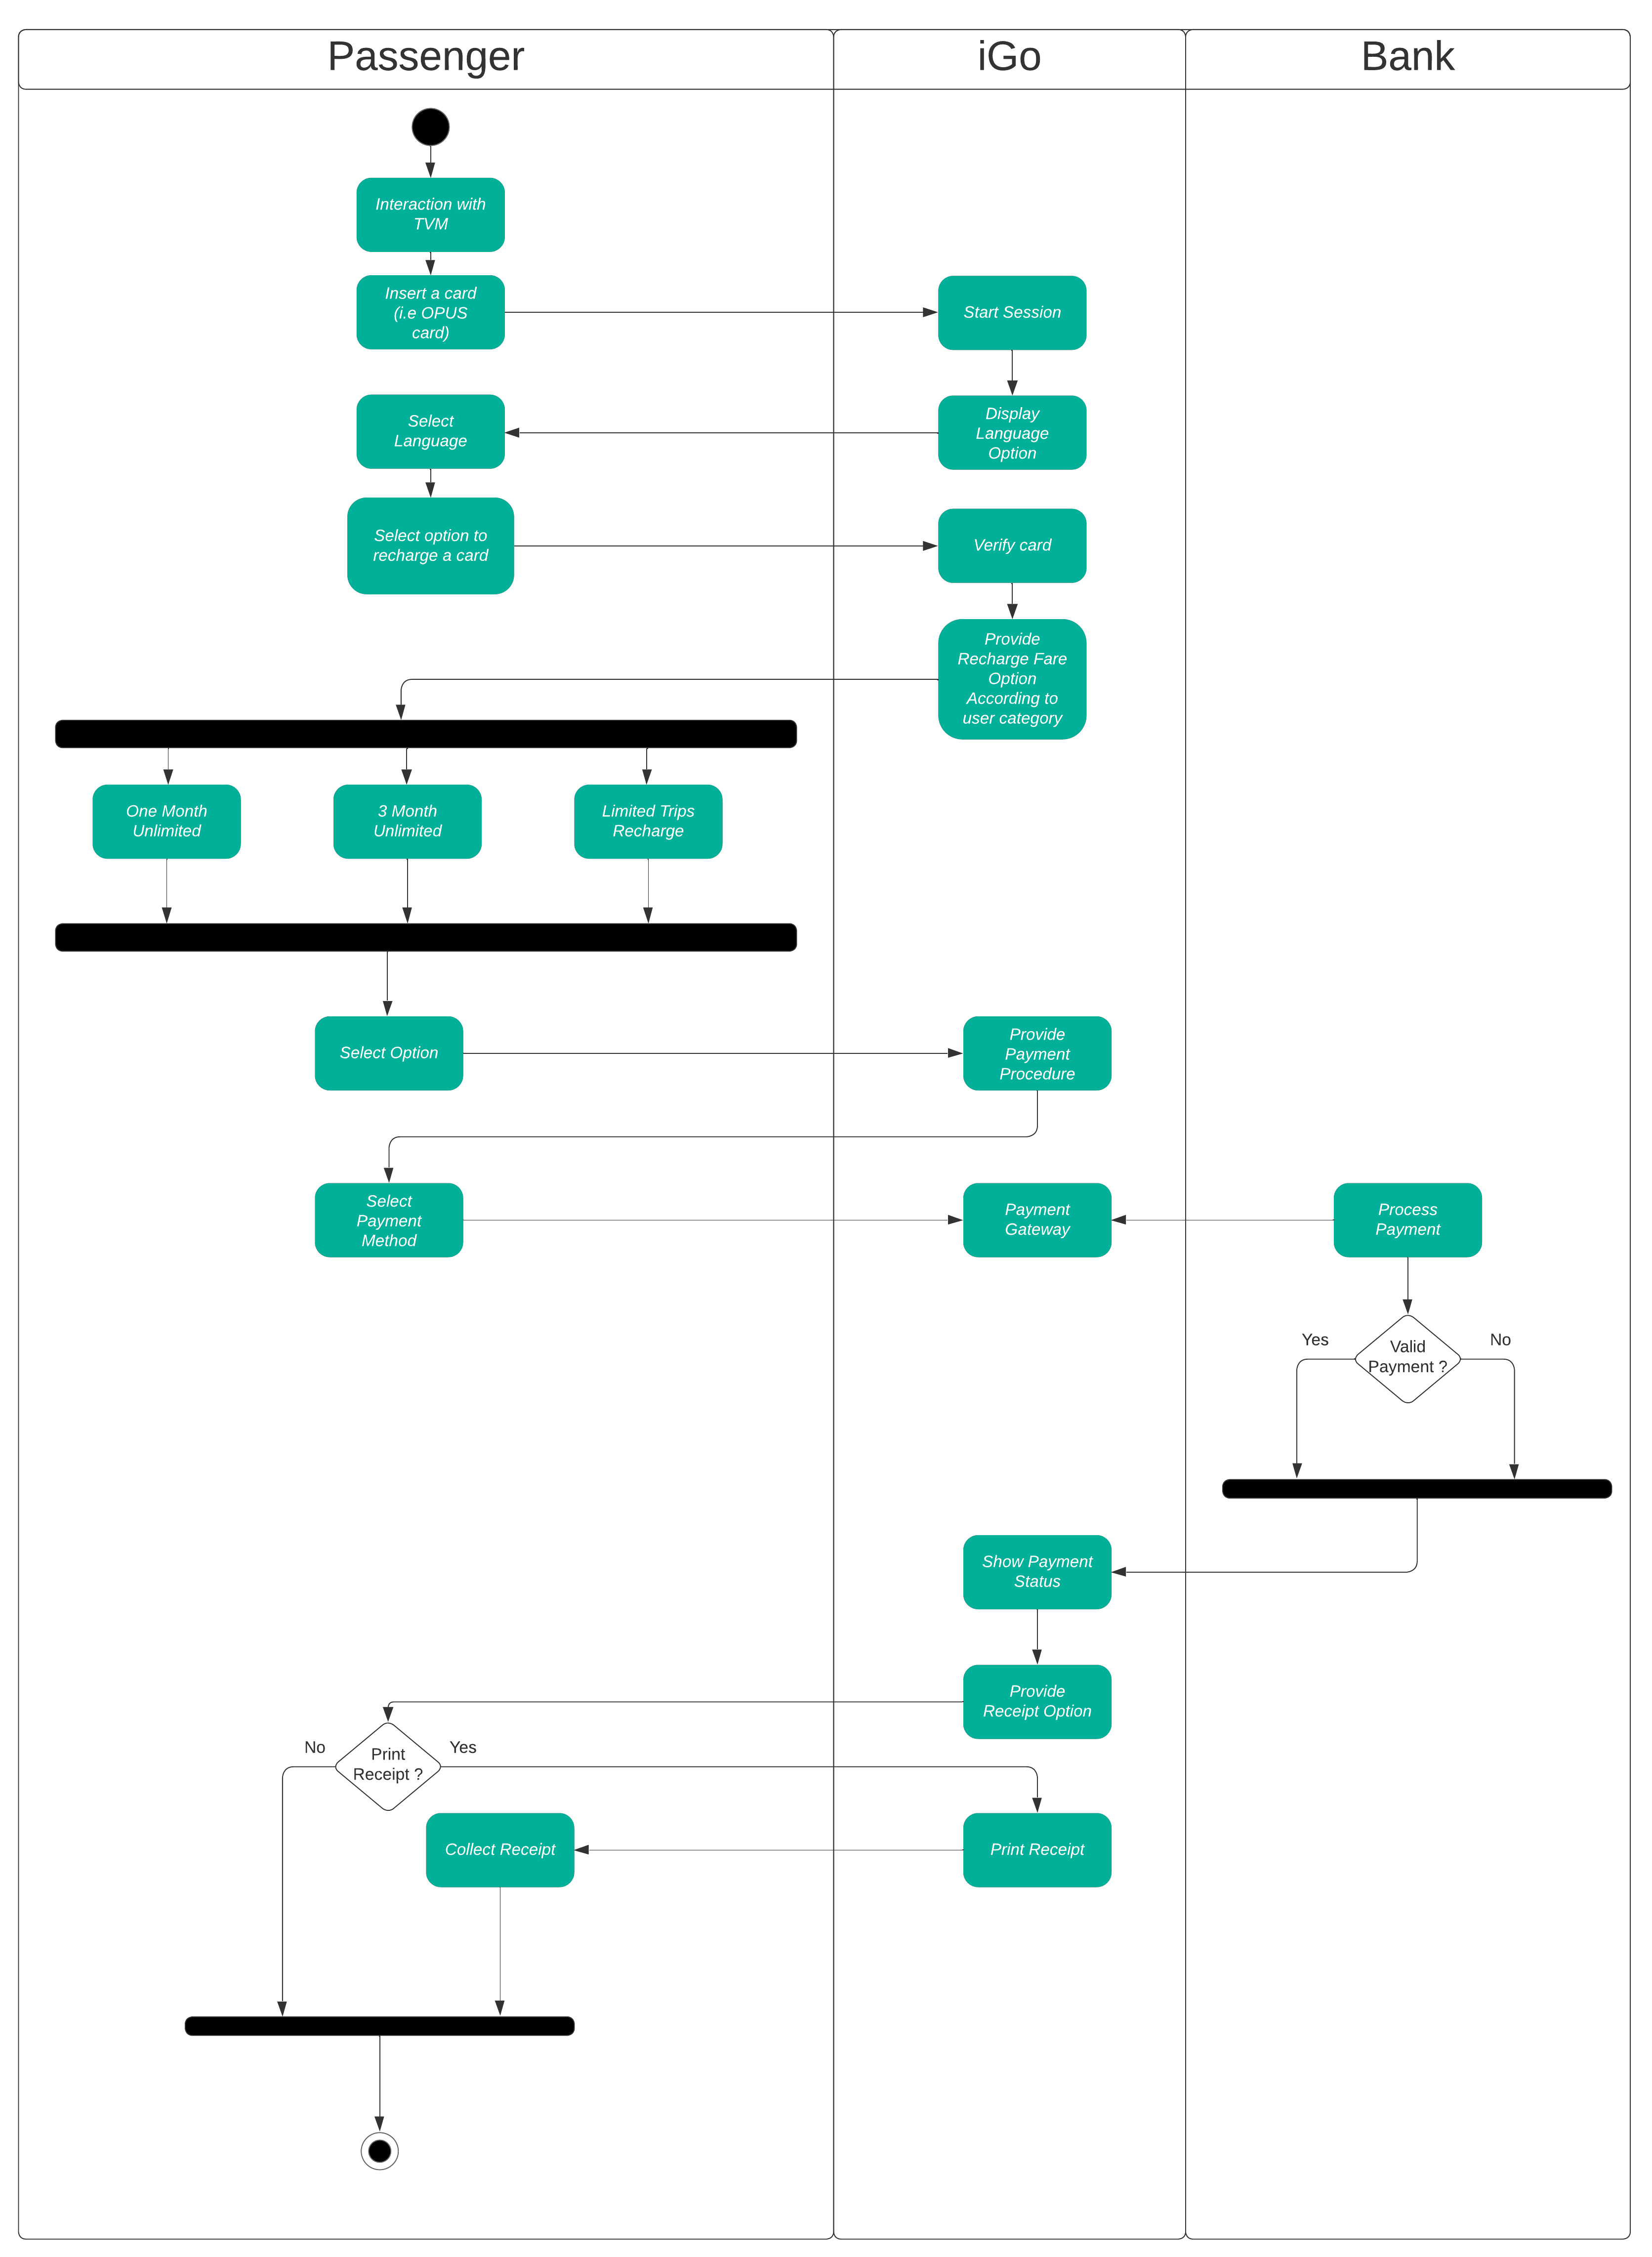 Passenger
iGo
Bank
Interaction with
TVM
Insert a card
(i.e OPUS
card)
Start Session
Display
Language
Option
Select
Language
Select option to
recharge a card
Verify card
Provide
Recharge Fare
Option
According to
user category
One Month
Unlimited
3 Month
Unlimited
Limited Trips
Recharge
Select Option
Provide
Payment
Procedure
Select
Payment
Method
Payment
Gateway
Process
Payment
Yes
Valid
Payment ?
No
Show Payment
Status
Provide
Receipt Option
No
Print
Receipt ?
Yes
Collect Receipt
Print Receipt